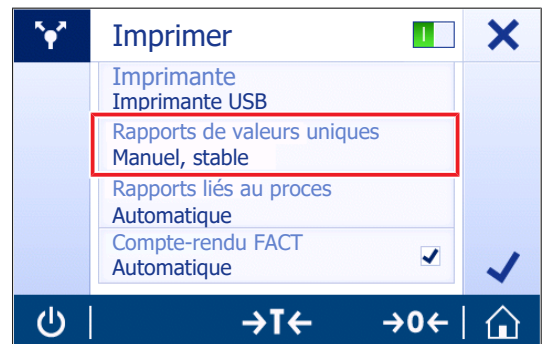 Imprimer
Imprimante
Imprimante USB
Rapports de valeurs uniques
Manuel, stable
Rapports liés au proces
Automatique
Compte-rendu FACT
Automatique
→T← →0←